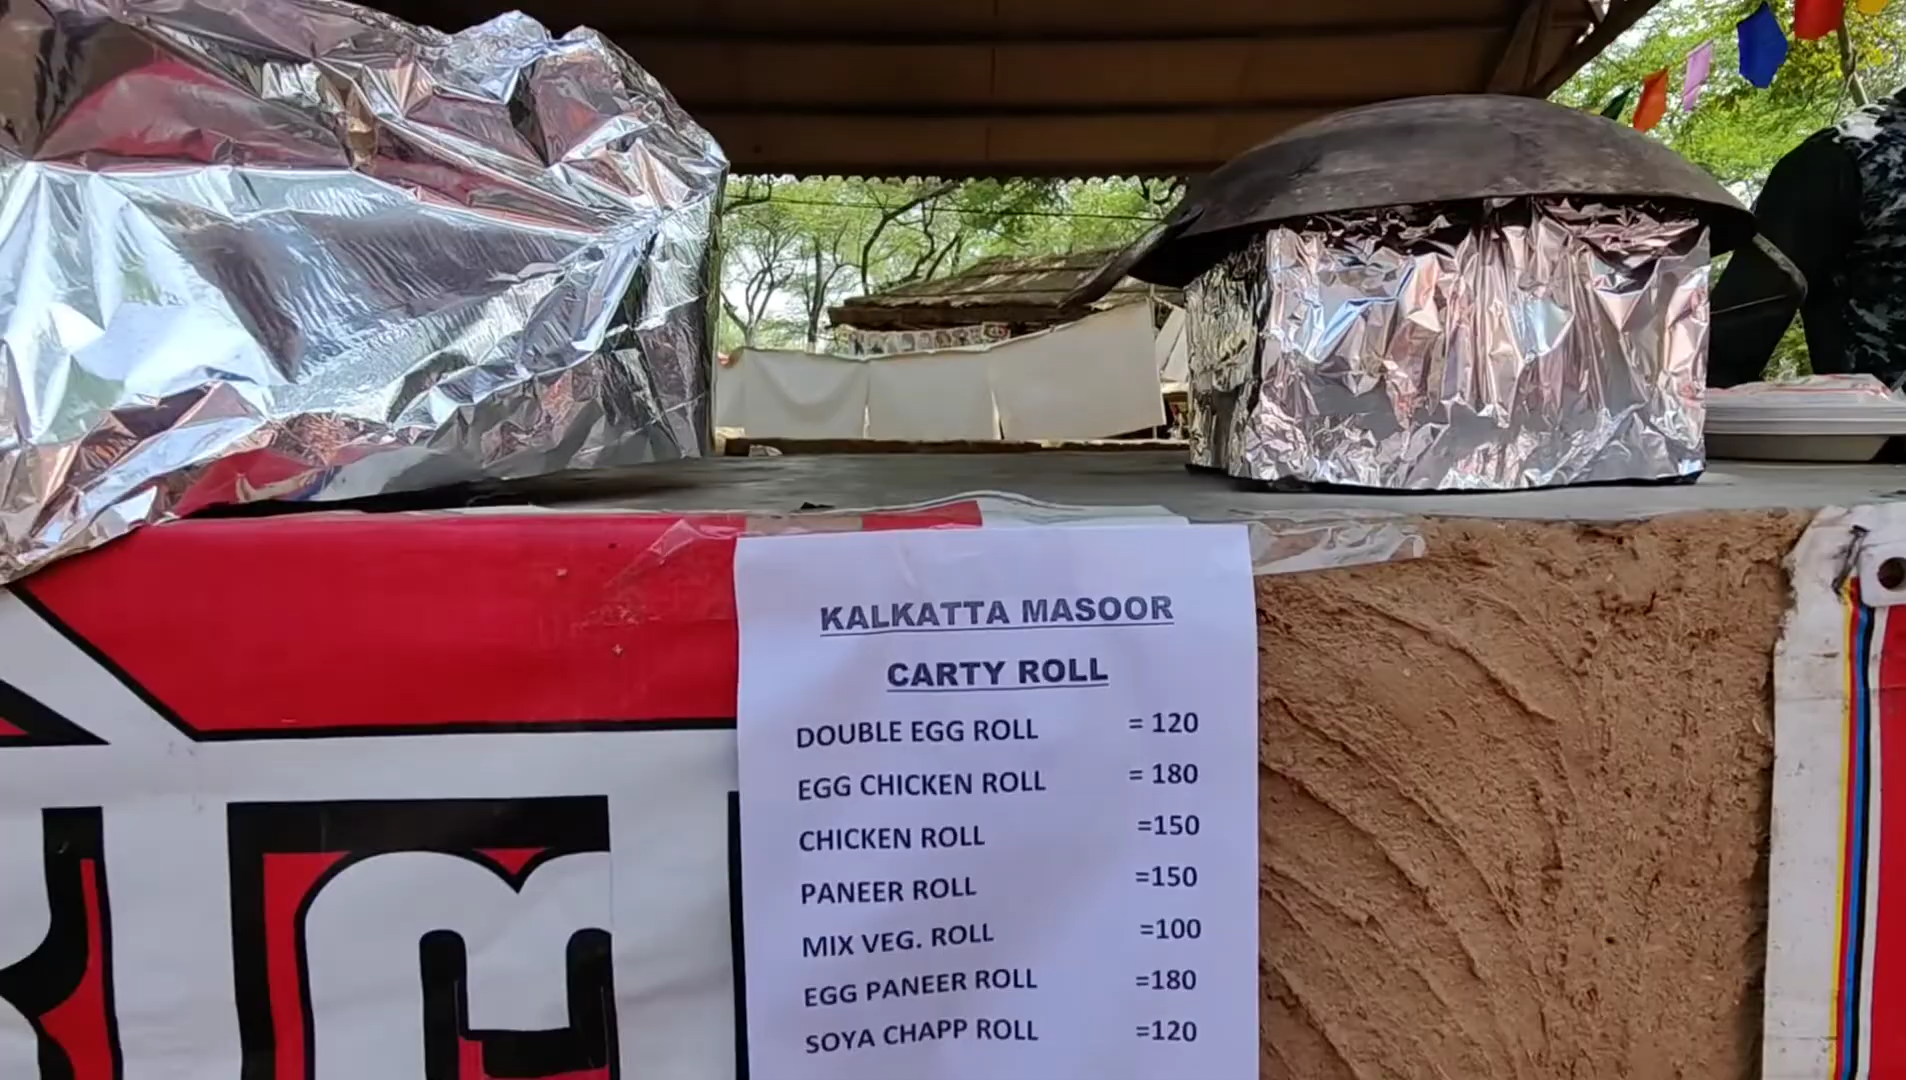 KALKATTA MASOOR
CARTY ROLL
DOUBLE EGG ROLL = 120
EGG CHICKEN ROLL = 180
CHICKEN ROLL =150
PANEER ROLL =150
MIX VEG. ROLL =100
EGG PANEER ROLL =180
SOYA CHAPP ROLL =120